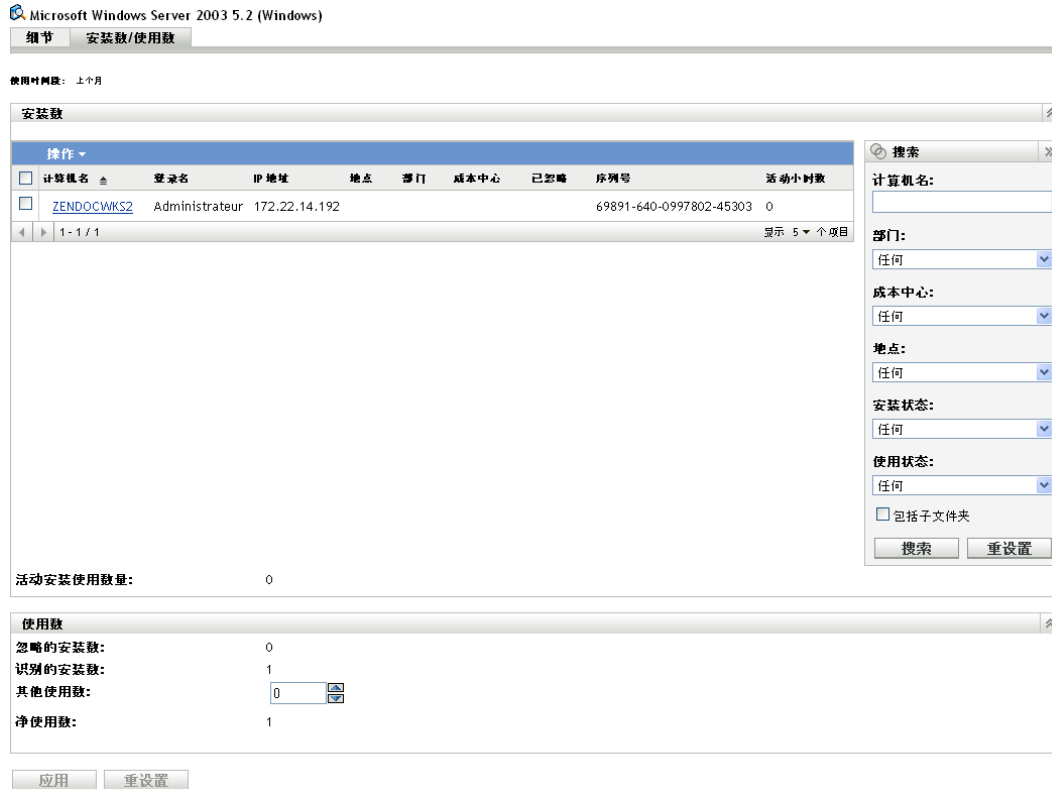 Microsoft Windows Server 2003 5.2 (Windows)
细节 安装数/使用数
使用时间段： 上个月
安装数
操作
计算机名 登录名 IP 地址 地点 部门 成本中心 已忽略 序列号 活动小时数
ZENDOCWKS2 Administrateur 172.22.14.192 69891-640-0997802-45303 0
1 - 1 / 1 显示 5 个项目
搜索
计算机名:
部门:
任何
成本中心:
任何
地点:
任何
安装状态:
任何
使用状态:
任何
包括子文件夹
搜索 重设置
活动安装使用数量: 0
使用数
忽略的安装数: 0
识别的安装数: 1
其他使用数: 0
净使用数: 1
应用 重设置